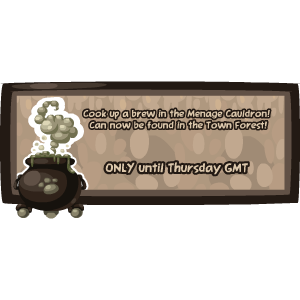 Cook up a brew in the Menage Cauldron!
Can now be found in the Town Forest!
ONLY until Thursday GMT